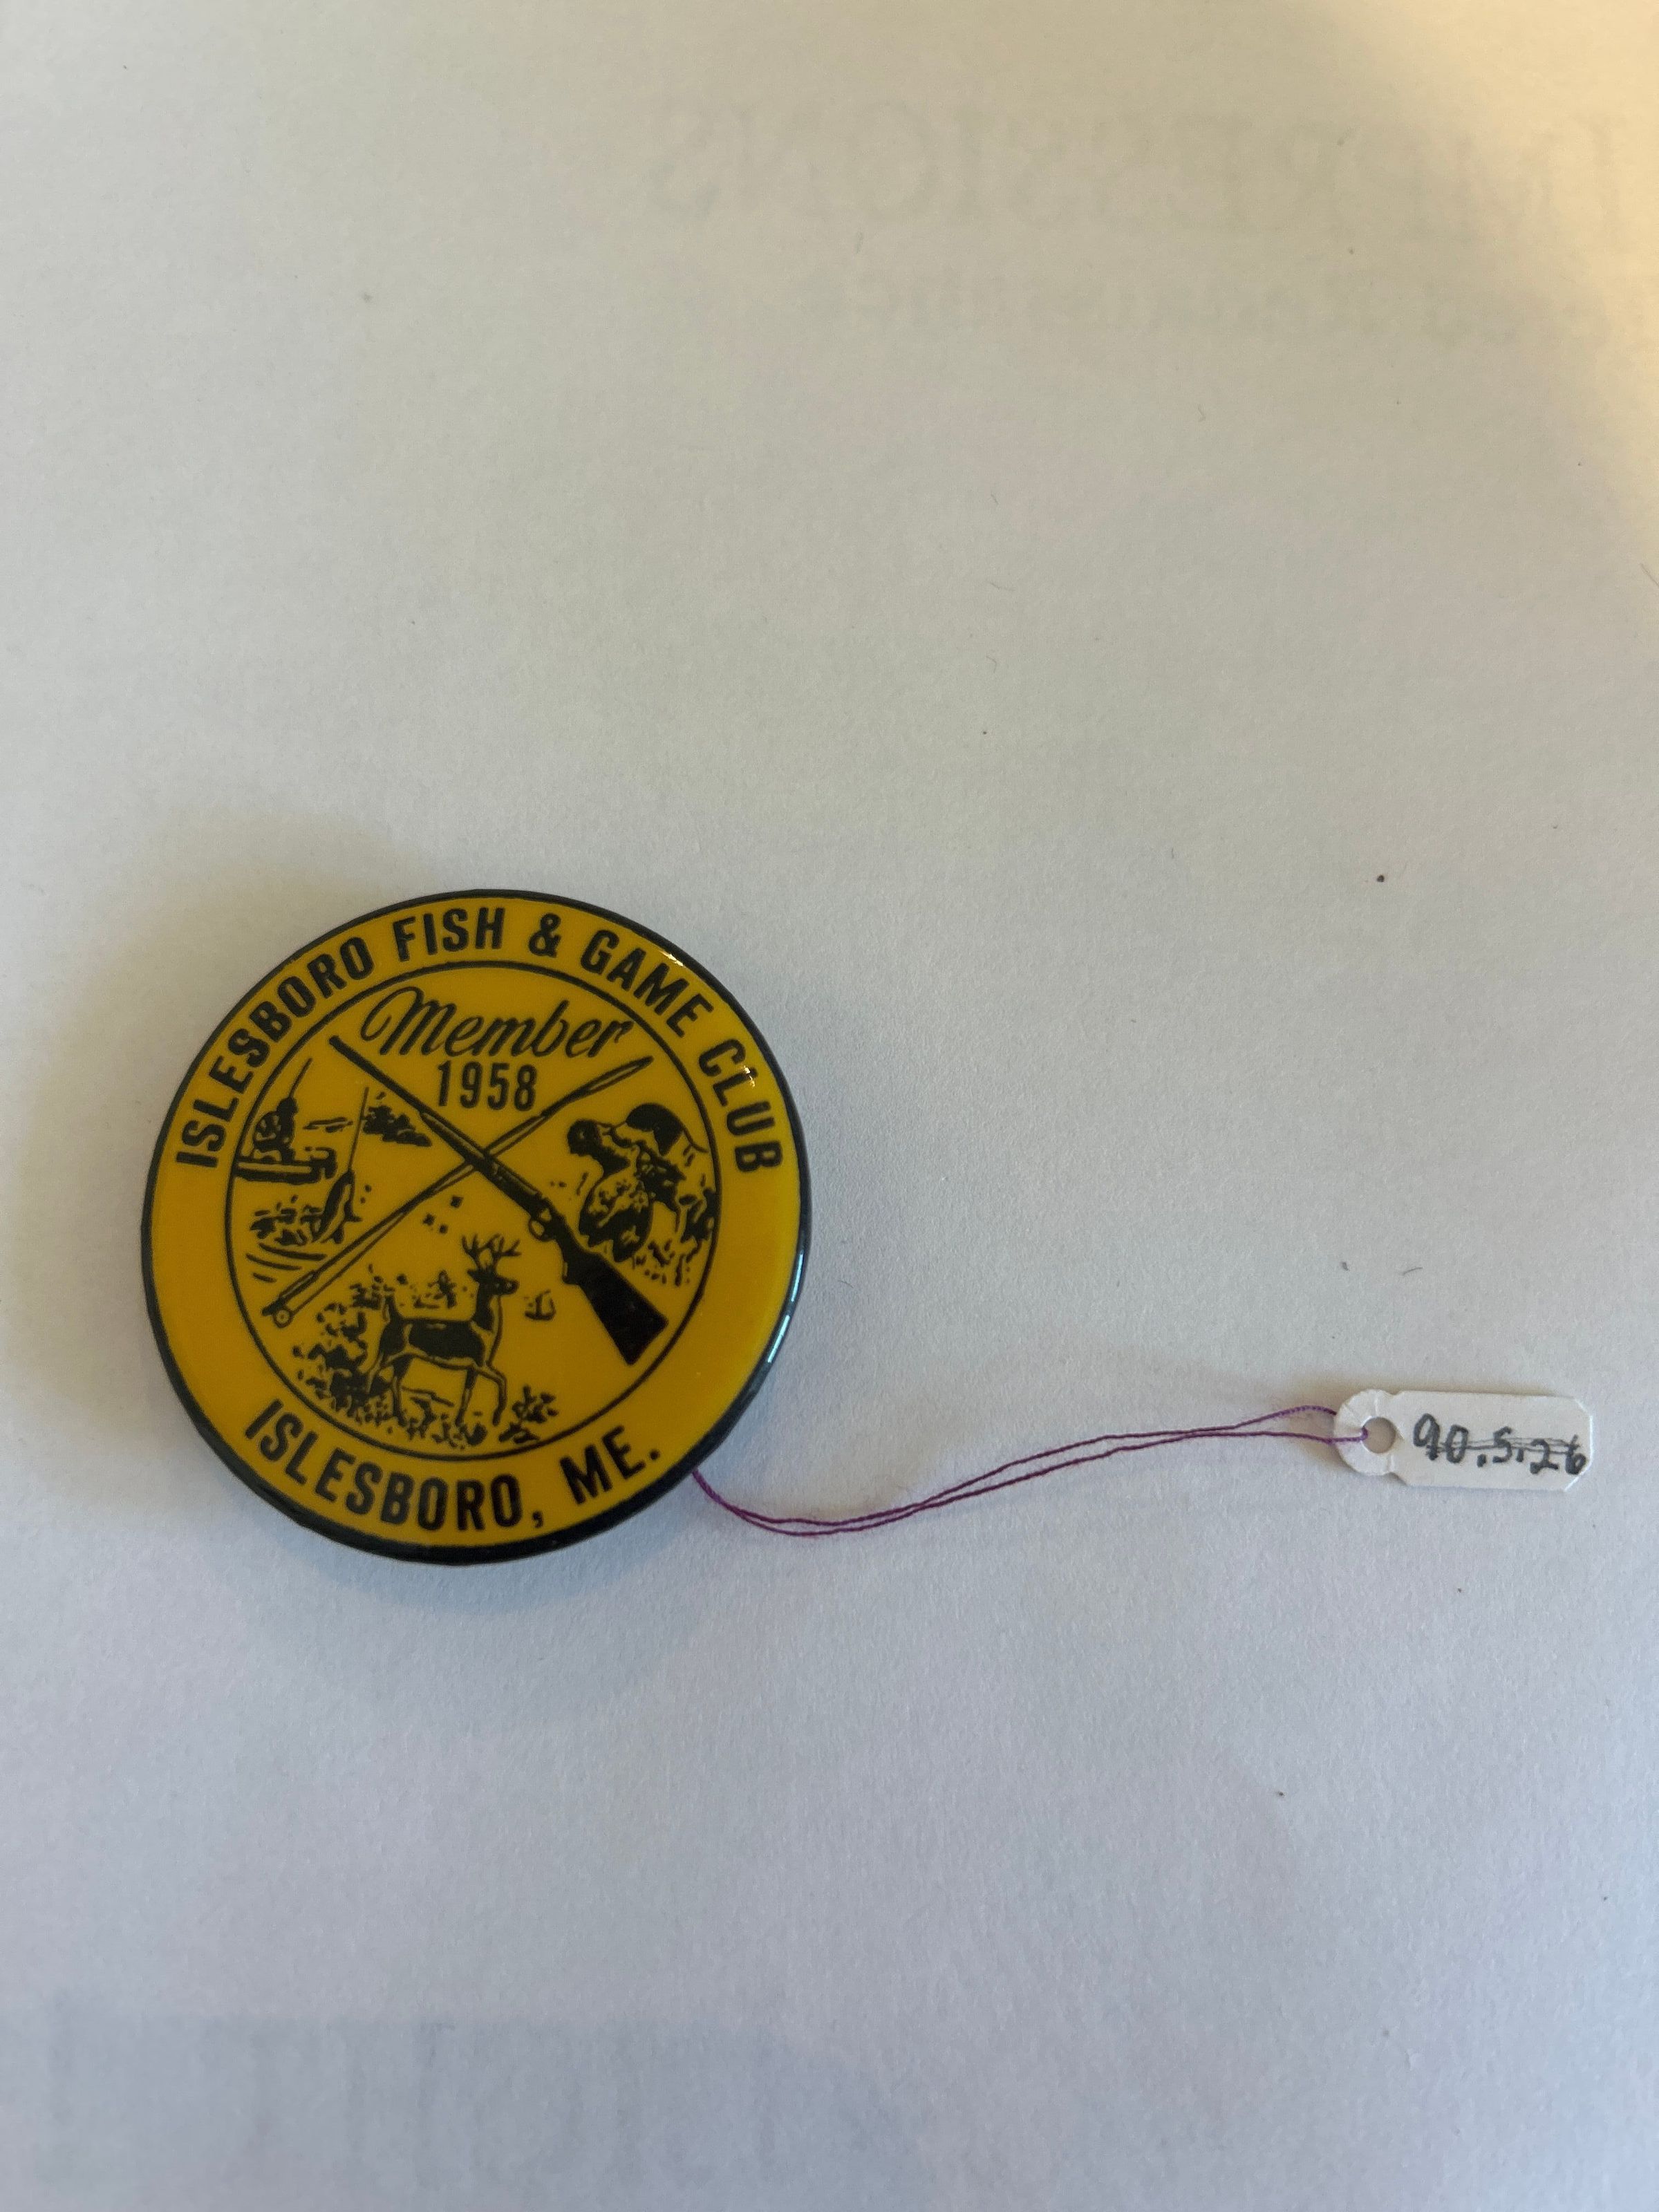 ISLESBORO FISH & GAME CLUB
Member
1958
ISLESBORO, ME.
90.5.26